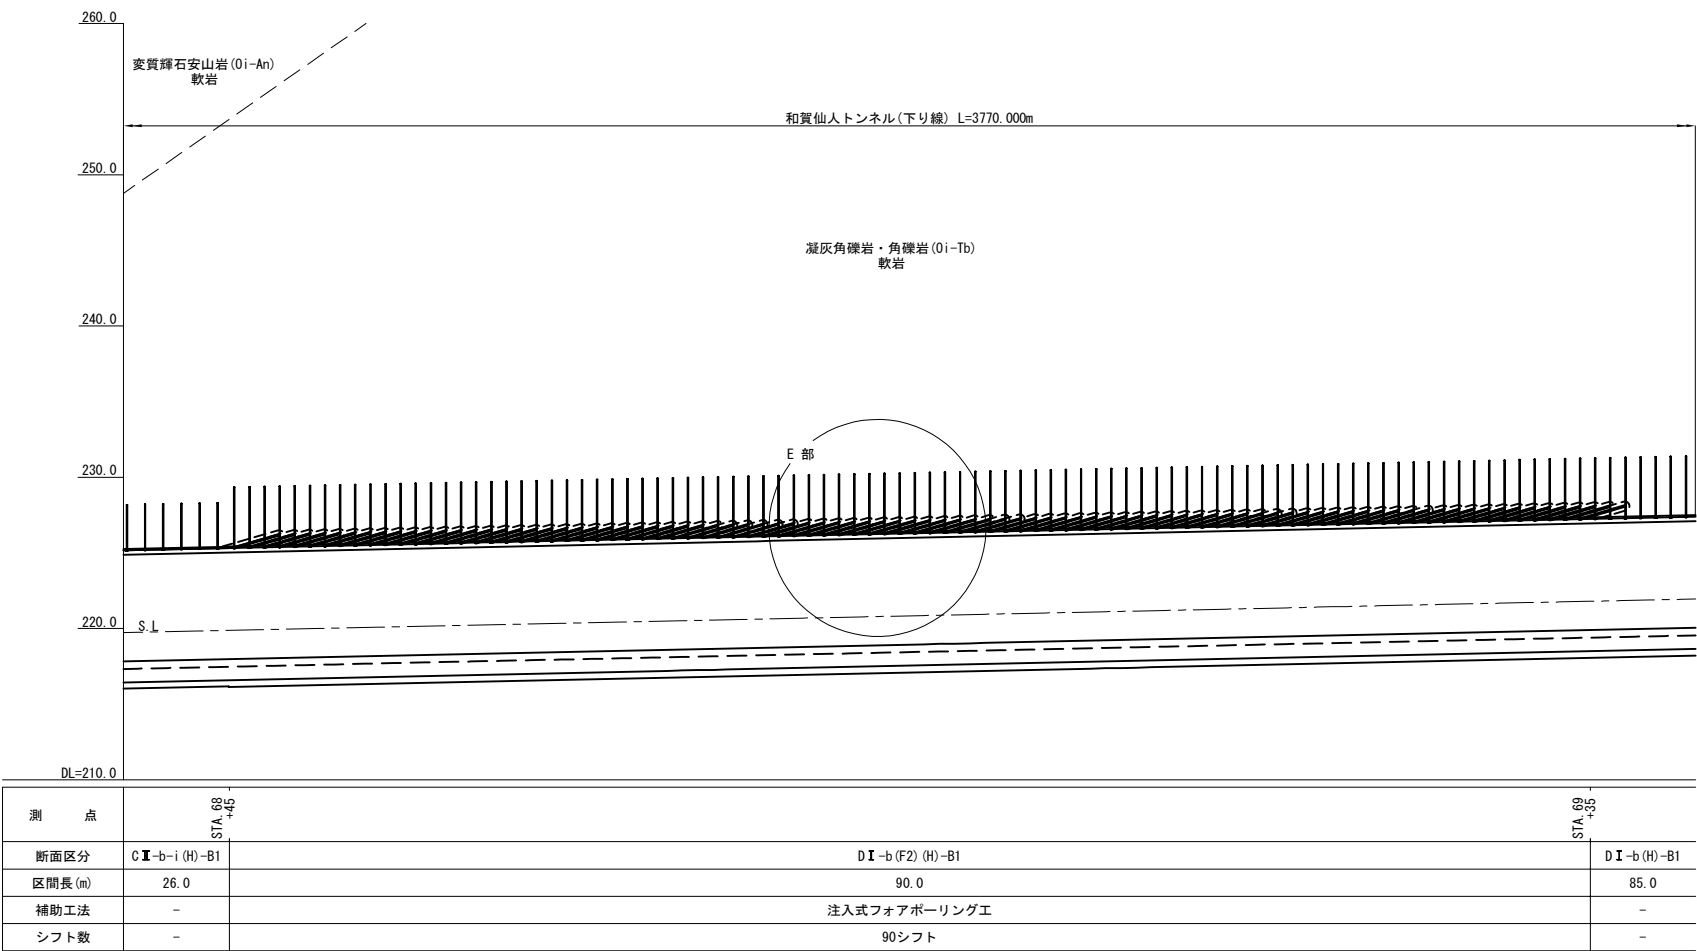 260.0
変質輝石安山岩(Oi-An)
軟岩
和賀仙人トンネル(下り線) L=3770.000m
250.0
凝灰角礫岩・角礫岩(Oi-Tb)
軟岩
240.0
E 部
230.0
220.0
S.L
DL=210.0
測 点
STA.68
+45
STA.69
+35
断面区分
CⅡ-b-i(H)-B1
DⅠ-b(F2)(H)-B1
DⅠ-b(H)-B1
区間長(m)
26.0
90.0
85.0
補助工法
-
注入式フォアポーリング工
-
シフト数
-
90シフト
-